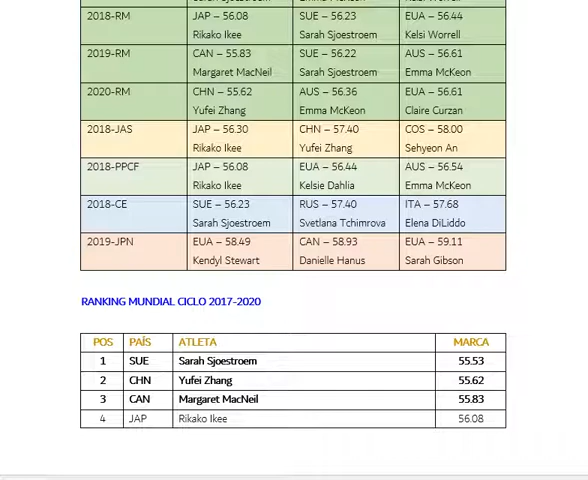 2018-RM JAP – 56.08 SUE – 56.23 EUA – 56.44
Rikako Ikee Sarah Sjoestroem Kelsi Worrell
2019-RM CAN – 55.83 SUE – 56.22 AUS – 56.61
Margaret MacNeil Sarah Sjoestroem Emma McKeon
2020-RM CHN – 55.62 AUS – 56.36 EUA – 56.61
Yufei Zhang Emma McKeon Claire Curzan
2018-JAS JAP – 56.30 CHN – 57.40 COS – 58.00
Rikako Ikee Yufei Zhang Sehyeon An
2018-PPCF JAP – 56.08 EUA – 56.44 AUS – 56.54
Rikako Ikee Kelsie Dahlia Emma McKeon
2018-CE SUE – 56.23 RUS – 57.40 ITA – 57.68
Sarah Sjoestroem Svetlana Tchimrova Elena DiLiddo
2019-JPN EUA – 58.49 CAN – 58.93 EUA – 59.11
Kendyl Stewart Danielle Hanus Sarah Gibson
RANKING MUNDIAL CICLO 2017-2020
POS PAÍS ATLETA MARCA
1 SUE Sarah Sjoestroem 55.53
2 CHN Yufei Zhang 55.62
3 CAN Margaret MacNeil 55.83
4 JAP Rikako Ikee 56.08